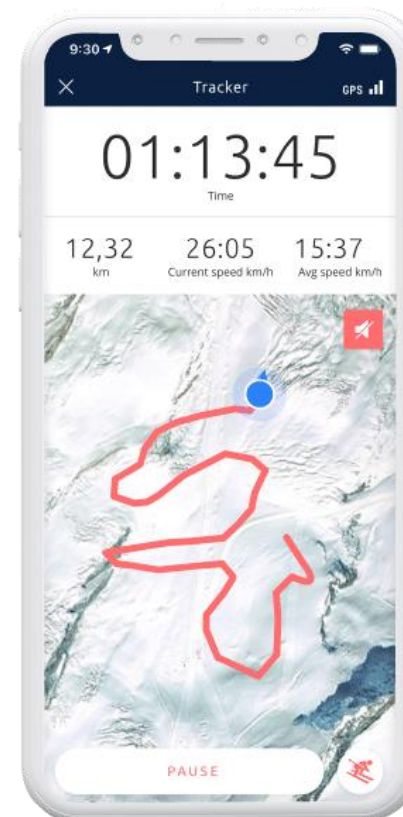 9:30
Tracker
GPS
01:13:45
Time
12,32 26:05 15:37
km Current speed km/h Avg speed km/h
PAUSE